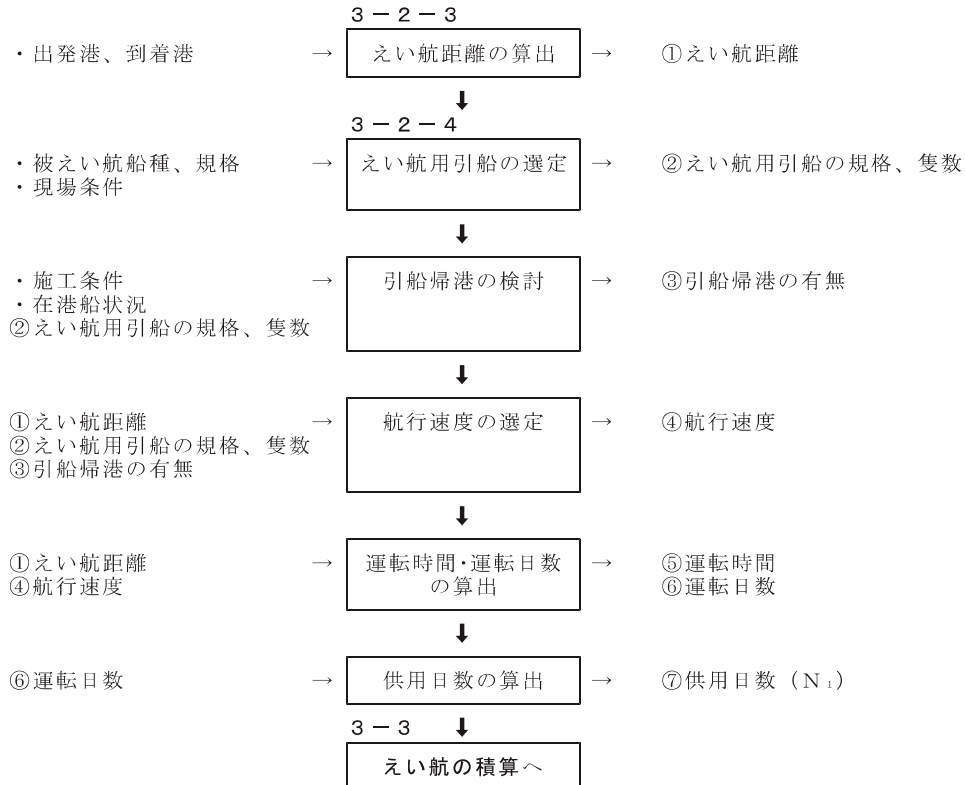 3－2－3
・出発港、到着港 → えい航距離の算出 → ①えい航距離
⬇
3－2－4
・被えい航船種、規格 → えい航用引船の選定 → ②えい航用引船の規格、隻数
・現場条件
⬇
・施工条件 → 引船帰港の検討 → ③引船帰港の有無
・在港船状況
②えい航用引船の規格、隻数
⬇
①えい航距離 → 航行速度の選定 → ④航行速度
②えい航用引船の規格、隻数
③引船帰港の有無
⬇
①えい航距離 → 運転時間・運転日数 → ⑤運転時間
④航行速度 の算出 ⑥運転日数
⬇
⑥運転日数 → 供用日数の算出 → ⑦供用日数（N₁）
3－3 ⬇
えい航の積算へ